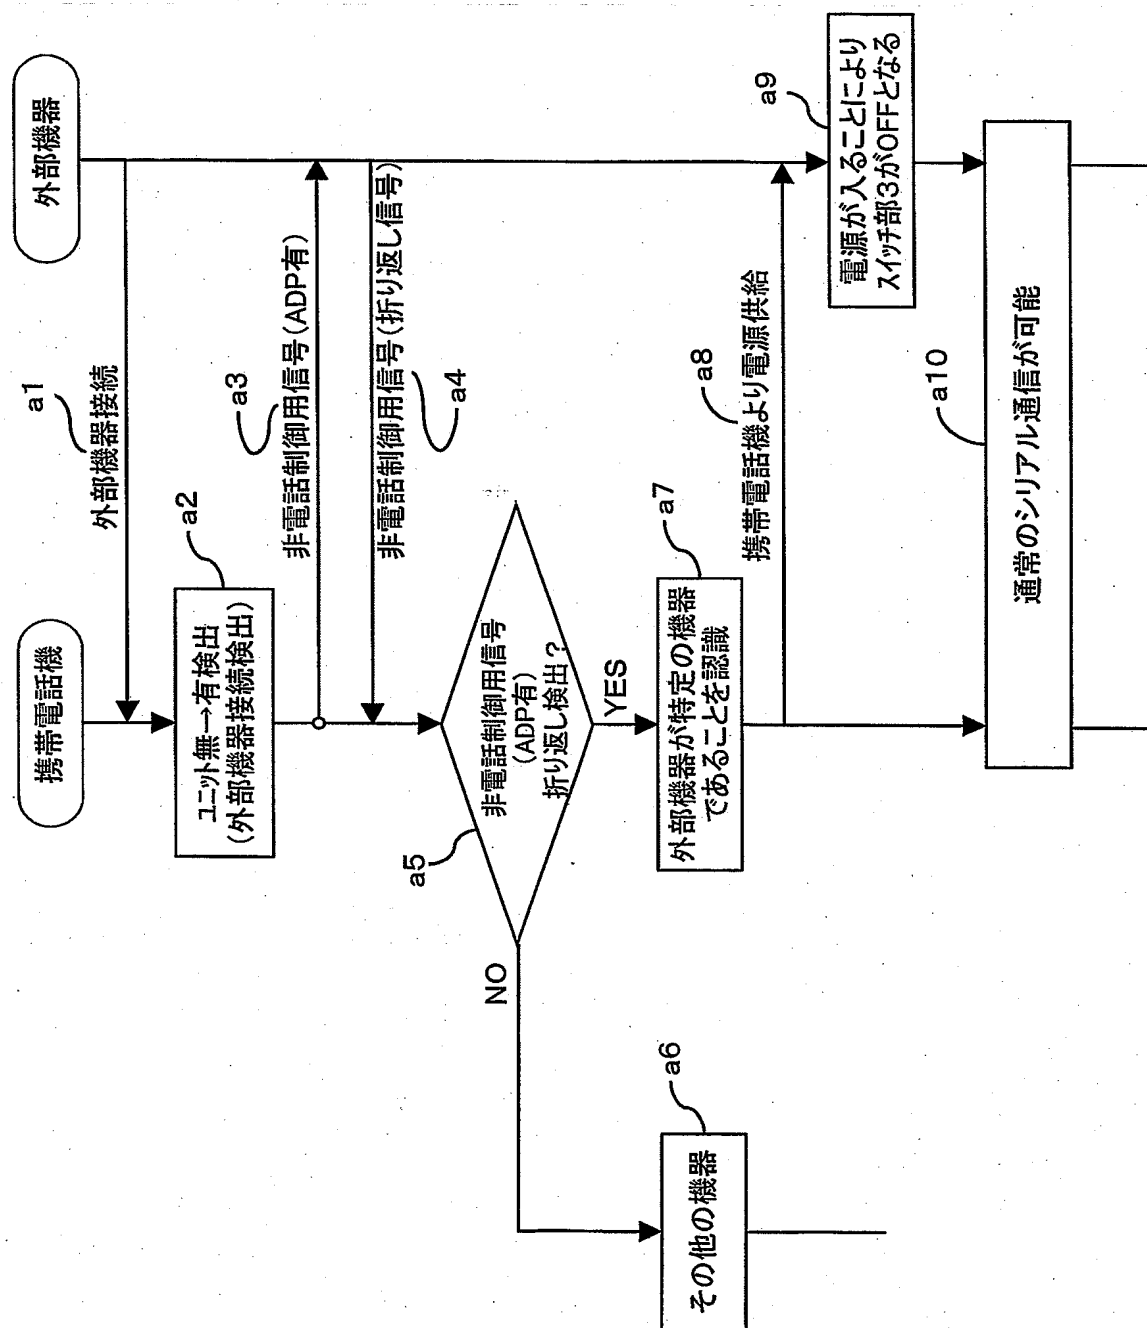 携帯電話機
外部機器
a1
外部機器接続
a2
ユニット無→有検出
(外部機器接続検出)
a3
非電話制御用信号(ADP有)
非電話制御用信号(折り返し信号)
a4
a5
非電話制御用信号
(ADP有)
折り返し検出?
NO
YES
a6
その他の機器
a7
外部機器が特定の機器
であることを認識
a8
携帯電話機より電源供給
a9
電源が入ることにより
スイッチ部3がOFFとなる
a10
通常のシリアル通信が可能